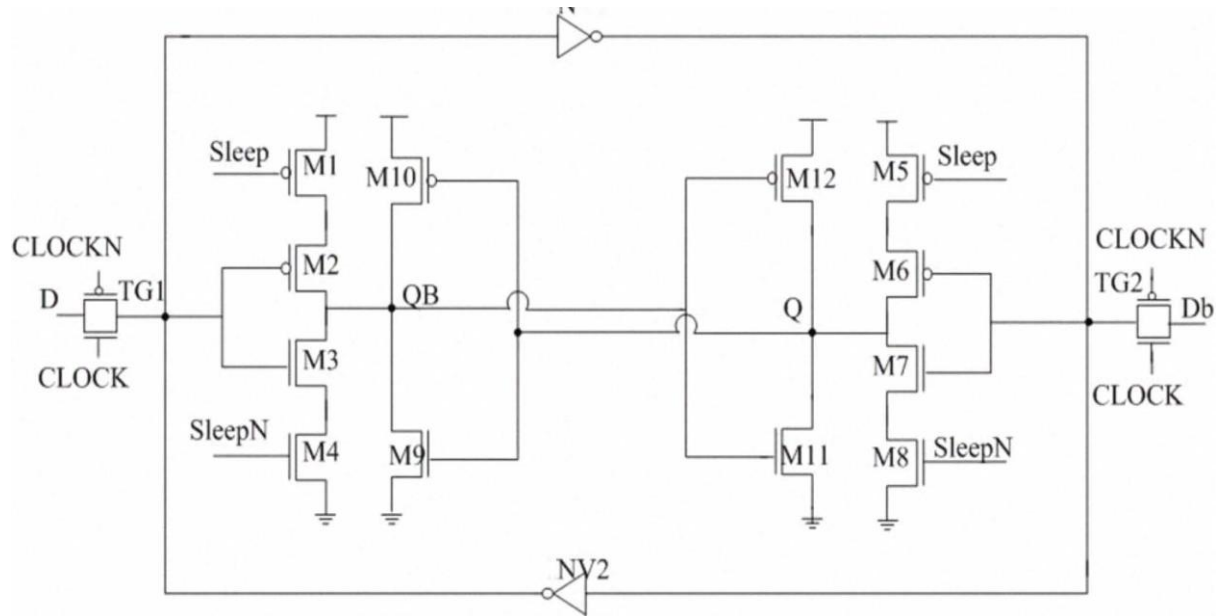 N
Sleep
M1
M10
M12
M5
Sleep
CLOCKN
M2
M6
CLOCKN
D
TG1
QB
Q
TG2
Db
M3
M7
CLOCK
CLOCK
SleepN
M4
M9
M11
M8
SleepN
NV2